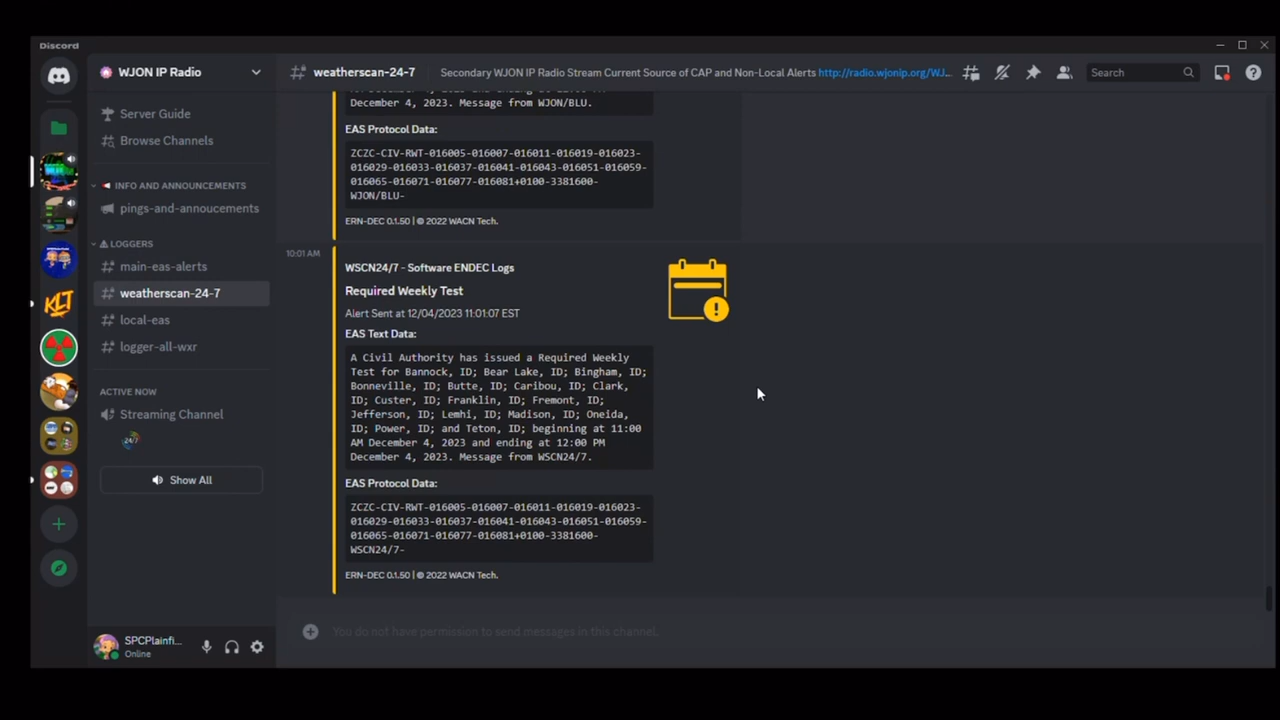 Discord
WJON IP Radio
weatherscan-24-7
Secondary WJON IP Radio Stream Current Source of CAP and Non-Local Alerts http://radio.wjonip.org/WJ...
Search
Server Guide
Browse Channels
INFO AND ANNOUNCEMENTS
pings-and-annoucements
LOGGERS
main-eas-alerts
weatherscan-24-7
local-eas
logger-all-wxr
ACTIVE NOW
Streaming Channel
24/7
Show All
KLT
SPCPlainfi...
Online
December 4, 2023. Message from WJON/BLU.
EAS Protocol Data:
ZCZC-CIV-RWT-016005-016007-016011-016019-016023-
016029-016033-016037-016041-016043-016051-016059-
016065-016071-016077-016081+0100-3381600-
WJON/BLU-
ERN-DEC 0.1.50 | © 2022 WACN Tech.
10:01 AM
WSCN24/7 - Software ENDEC Logs
Required Weekly Test
Alert Sent at 12/04/2023 11:01:07 EST
EAS Text Data:
A Civil Authority has issued a Required Weekly
Test for Bannock, ID; Bear Lake, ID; Bingham, ID;
Bonneville, ID; Butte, ID; Caribou, ID; Clark,
ID; Custer, ID; Franklin, ID; Fremont, ID;
Jefferson, ID; Lemhi, ID; Madison, ID; Oneida,
ID; Power, ID; and Teton, ID; beginning at 11:00
AM December 4, 2023 and ending at 12:00 PM
December 4, 2023. Message from WSCN24/7.
EAS Protocol Data:
ZCZC-CIV-RWT-016005-016007-016011-016019-016023-
016029-016033-016037-016041-016043-016051-016059-
016065-016071-016077-016081+0100-3381600-
WSCN24/7-
ERN-DEC 0.1.50 | © 2022 WACN Tech.
You do not have permission to send messages in this channel.